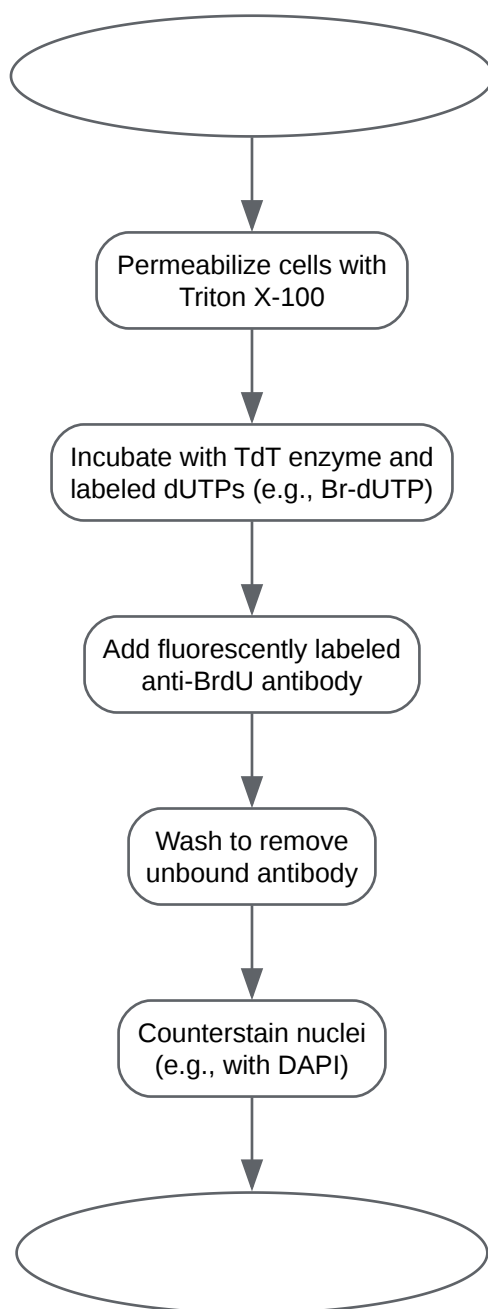 Permeabilize cells with
Triton X-100
Incubate with TdT enzyme and
labeled dUTPs (e.g., Br-dUTP)
Add fluorescently labeled
anti-BrdU antibody
Wash to remove
unbound antibody
Counterstain nuclei
(e.g., with DAPI)